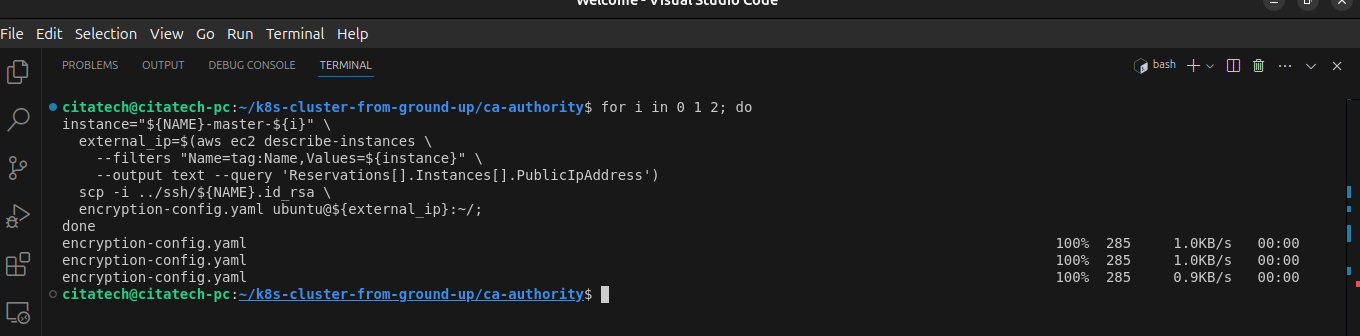 Welcome - Visual Studio Code
File Edit Selection View Go Run Terminal Help
PROBLEMS OUTPUT DEBUG CONSOLE TERMINAL bash
citatech@citatech-pc:~/k8s-cluster-from-ground-up/ca-authority$ for i in 0 1 2; do
instance="${NAME}-master-${i}" \
  external_ip=$(aws ec2 describe-instances \
    --filters "Name=tag:Name,Values=${instance}" \
    --output text --query 'Reservations[].Instances[].PublicIpAddress')
  scp -i ../ssh/${NAME}.id_rsa \
  encryption-config.yaml ubuntu@${external_ip}:~/;
done
encryption-config.yaml 100% 285 1.0KB/s 00:00
encryption-config.yaml 100% 285 1.0KB/s 00:00
encryption-config.yaml 100% 285 0.9KB/s 00:00
citatech@citatech-pc:~/k8s-cluster-from-ground-up/ca-authority$